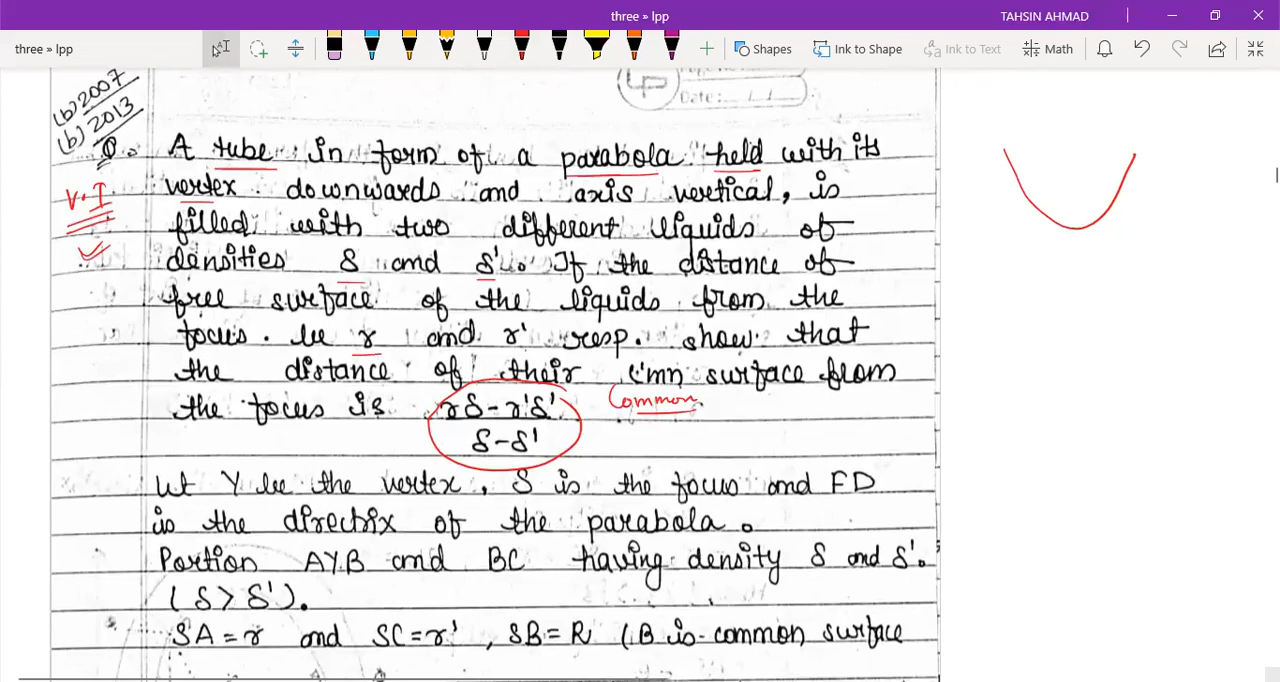 three » lpp
TAHSIN AHMAD
three » lpp
Shapes
Ink to Shape
Ink to Text
Math
Date:
(b) 2007
(b) 2013
Q.
V.I
A tube in form of a parabola held with its
vertex downwards and axis vertical, is
filled with two different liquids of
densities δ and δ'. If the distance of
free surface of the liquids from the
focus. be r and r' resp. show that
the distance of their cmn surface from
the focus is rδ-r'δ' Common
δ-δ'
Let Y be the vertex, S is the focus and FD
is the directrix of the parabola.
Portion AYB and BC having density δ and δ'.
(δ > δ').
SA=r and SC=r', SB=R (B is common surface